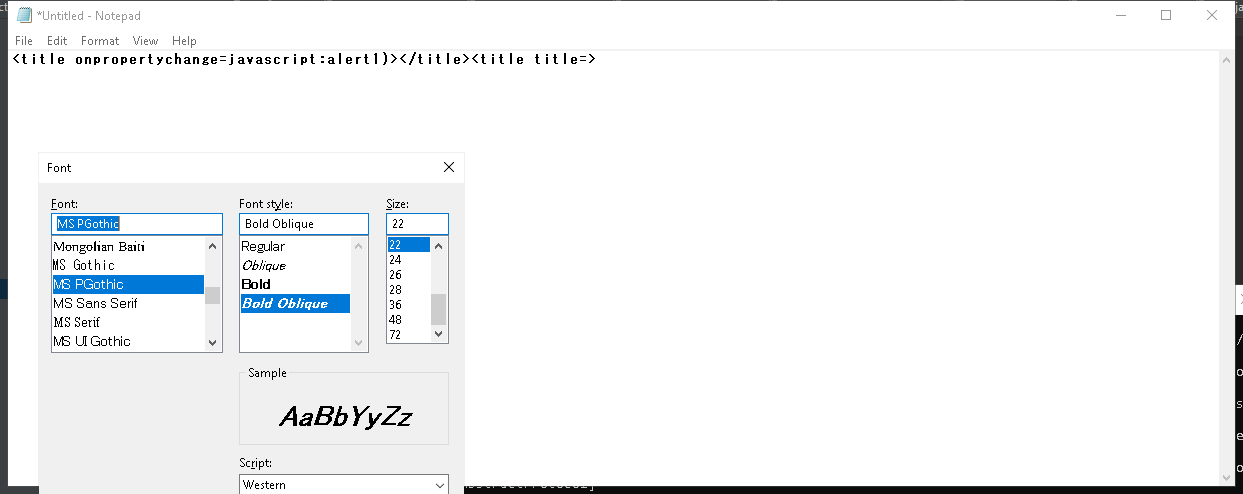 *Untitled - Notepad
File Edit Format View Help
<title onpropertychange=javascript:alert1)></title><title title=>
Font
Font: Font style: Size:
MS PGothic Bold Oblique 22
Mongolian Baiti Regular 22
MS Gothic Oblique 24
MS PGothic Bold 26
MS Sans Serif Bold Oblique 28
MS Serif 36
MS UI Gothic 48
72
Sample
AaBbYyZz
Script:
Western